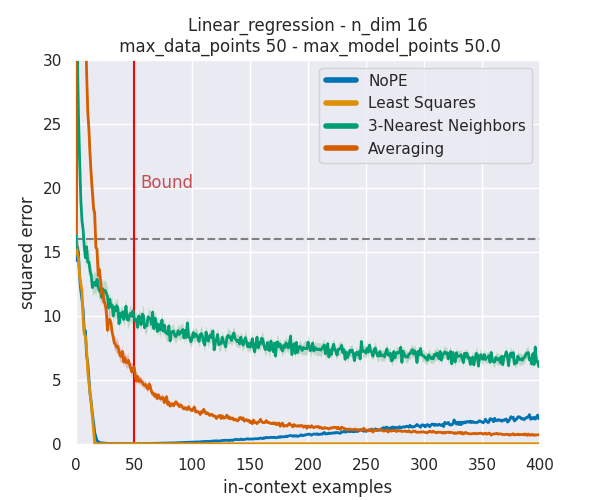 Linear_regression - n_dim 16
max_data_points 50 - max_model_points 50.0
30
25
20
15
10
5
0
squared error
NoPE
Least Squares
3-Nearest Neighbors
Averaging
Bound
0 50 100 150 200 250 300 350 400
in-context examples